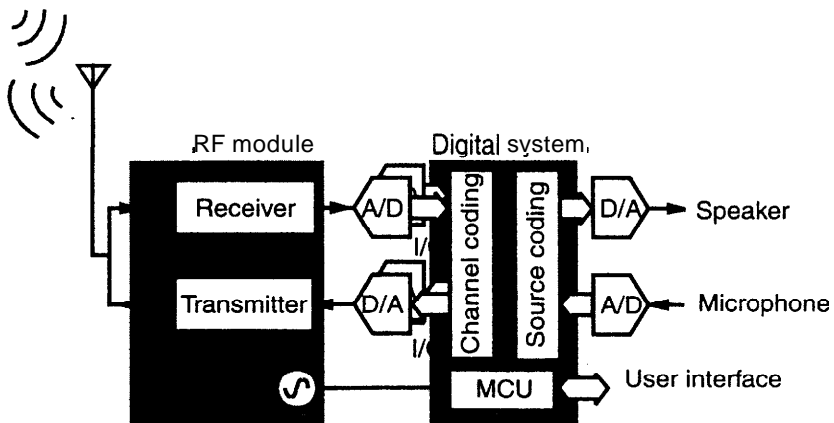 RF module
Digital system
Receiver
A/D
Channel coding
Source coding
D/A
Speaker
Transmitter
D/A
A/D
Microphone
MCU
User interface